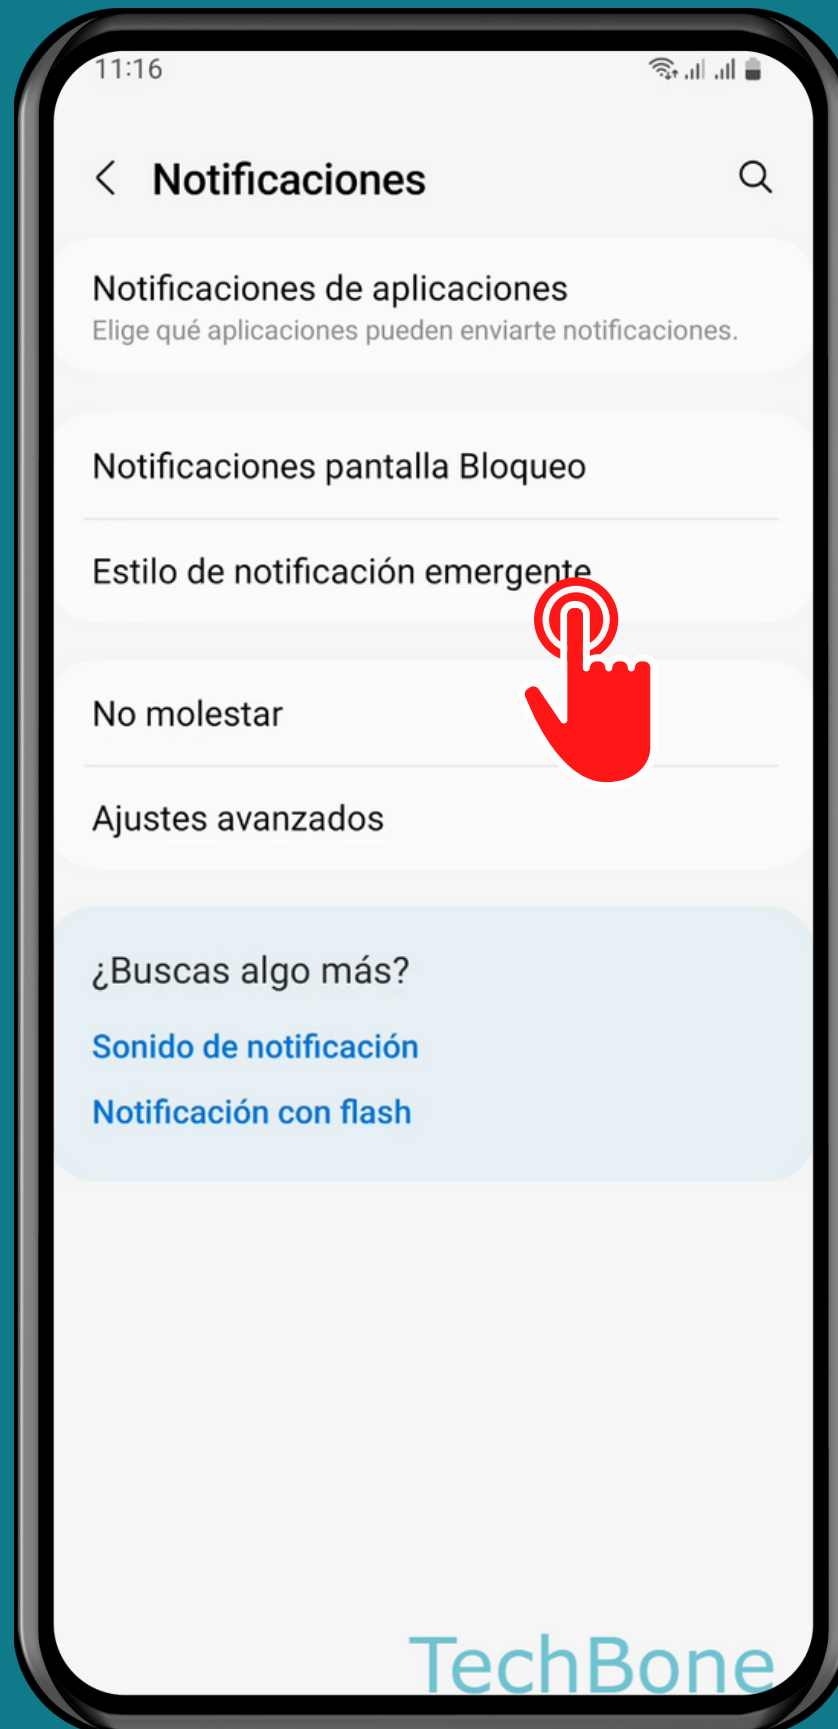 11:16
Notificaciones
Notificaciones de aplicaciones
Elige qué aplicaciones pueden enviarte notificaciones.
Notificaciones pantalla Bloqueo
Estilo de notificación emergente
No molestar
Ajustes avanzados
¿Buscas algo más?
Sonido de notificación
Notificación con flash
TechBone